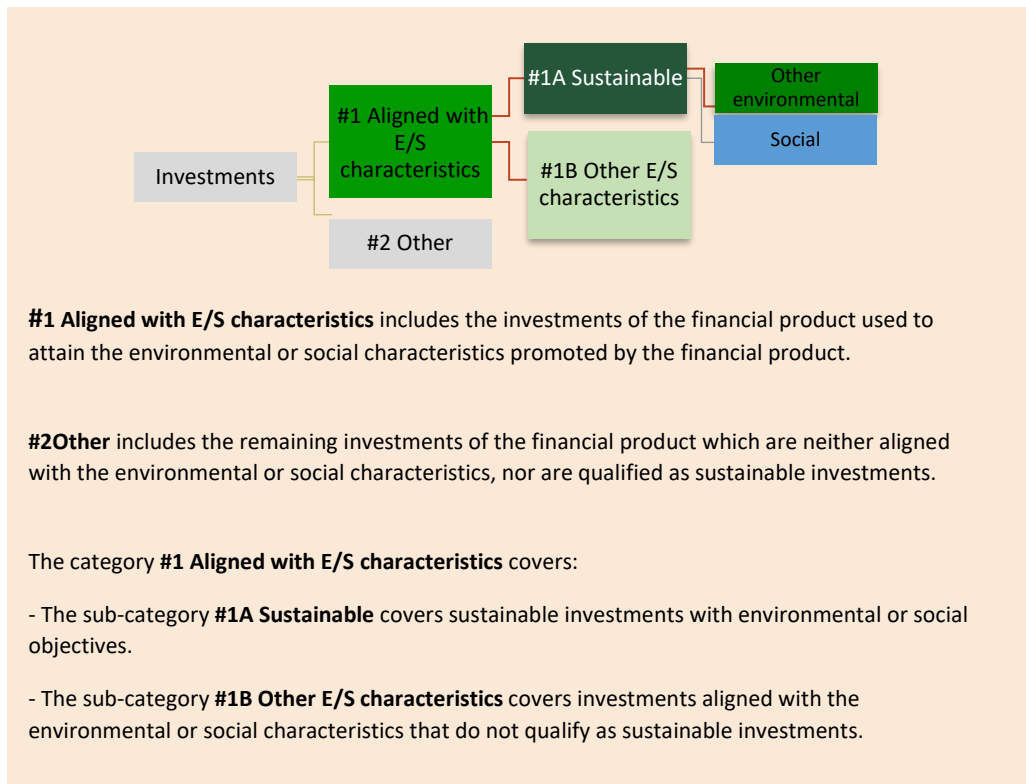 #1A Sustainable
Other
environmental
#1 Aligned with
E/S
characteristics
Social
Investments
#1B Other E/S
characteristics
#2 Other
#1 Aligned with E/S characteristics includes the investments of the financial product used to
attain the environmental or social characteristics promoted by the financial product.
#2Other includes the remaining investments of the financial product which are neither aligned
with the environmental or social characteristics, nor are qualified as sustainable investments.
The category #1 Aligned with E/S characteristics covers:
- The sub-category #1A Sustainable covers sustainable investments with environmental or social
objectives.
- The sub-category #1B Other E/S characteristics covers investments aligned with the
environmental or social characteristics that do not qualify as sustainable investments.